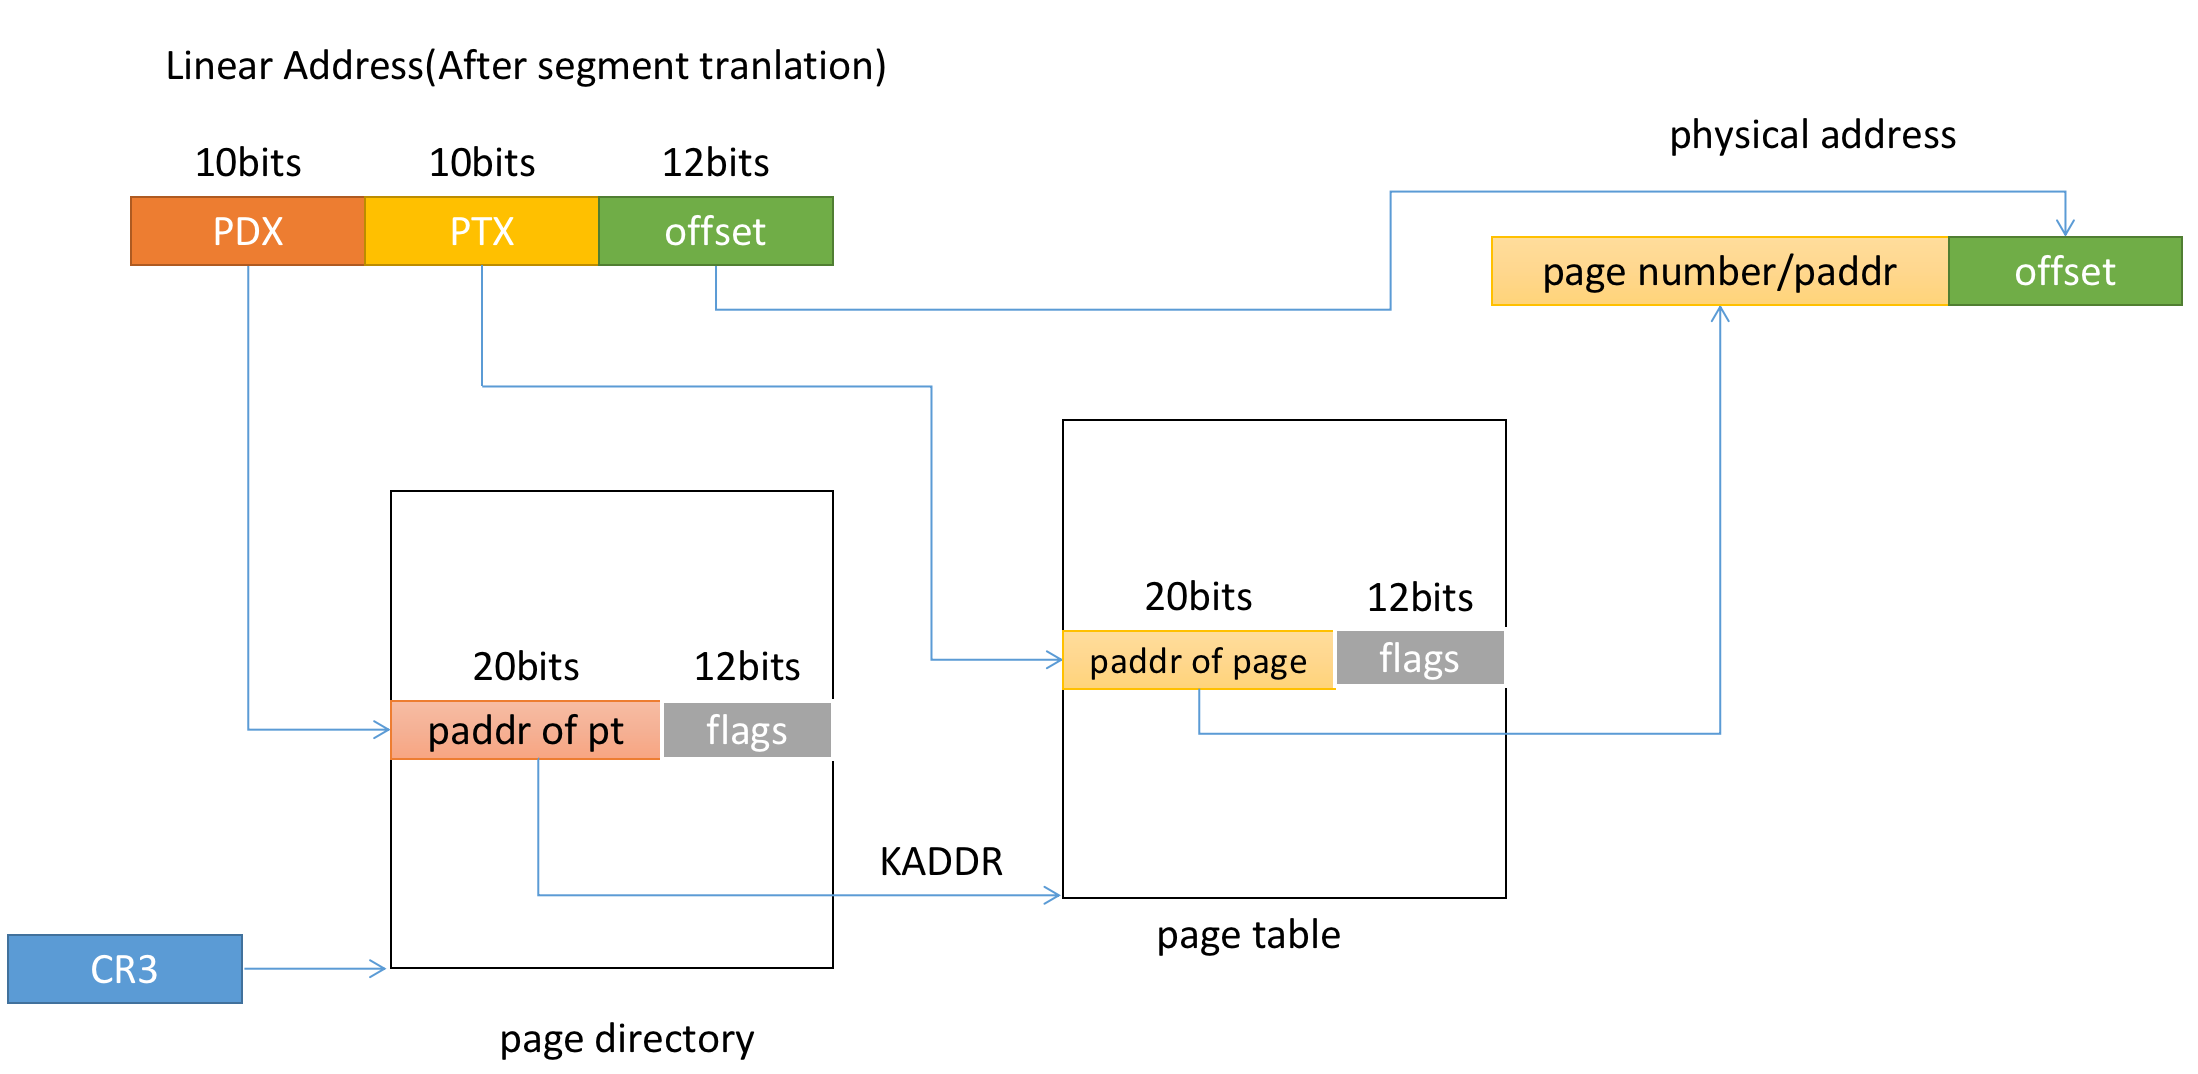 Linear Address(After segment tranlation)
physical address
10bits 10bits 12bits
PDX PTX offset
page number/paddr offset
20bits 12bits
paddr of page flags
20bits 12bits
paddr of pt flags
KADDR
page table
CR3
page directory